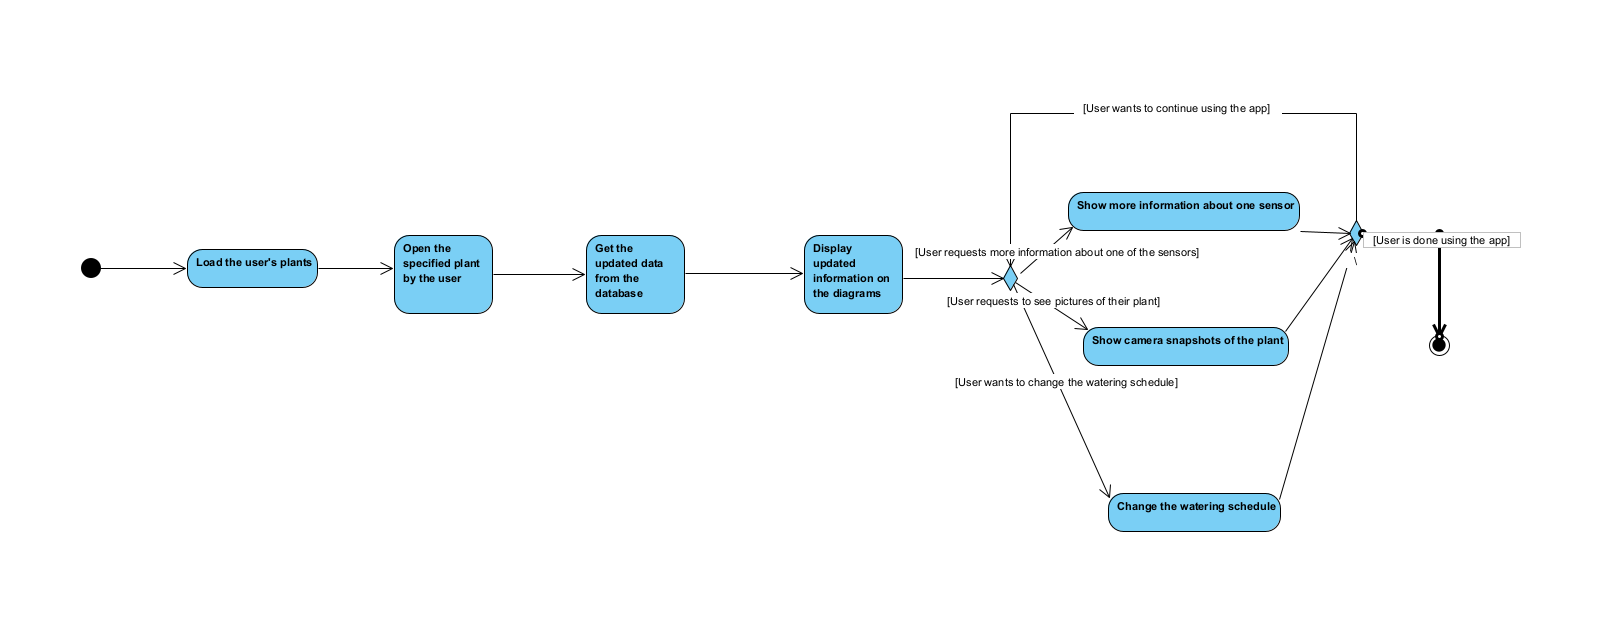 [User wants to continue using the app]
Show more information about one sensor
[User is done using the app]
Load the user's plants
Open the
specified plant
by the user
Get the
updated data
from the
database
Display
updated
information on
the diagrams
[User requests more information about one of the sensors]
[User requests to see pictures of their plant]
Show camera snapshots of the plant
[User wants to change the watering schedule]
Change the watering schedule